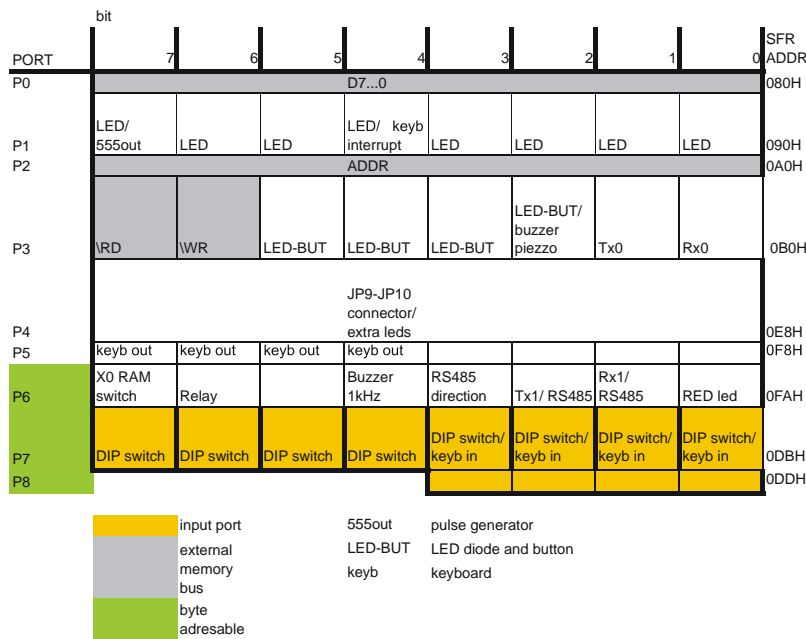 bit
SFR
PORT 7 6 5 4 3 2 1 0 ADDR
P0 D7...0 080H
LED/ LED/ keyb
P1 555out LED LED interrupt LED LED LED LED 090H
P2 ADDR 0A0H
LED-BUT/
buzzer
P3 \RD \WR LED-BUT LED-BUT LED-BUT piezzo Tx0 Rx0 0B0H
JP9-JP10
connector/
P4 extra leds 0E8H
P5 keyb out keyb out keyb out keyb out 0F8H
X0 RAM Buzzer RS485 Rx1/
P6 switch Relay 1kHz direction Tx1/ RS485 RS485 RED led 0FAH
DIP switch/ DIP switch/ DIP switch/ DIP switch/
P7 DIP switch DIP switch DIP switch DIP switch keyb in keyb in keyb in keyb in 0DBH
P8 0DDH
input port 555out pulse generator
external LED-BUT LED diode and button
memory keyb keyboard
bus
byte
adresable